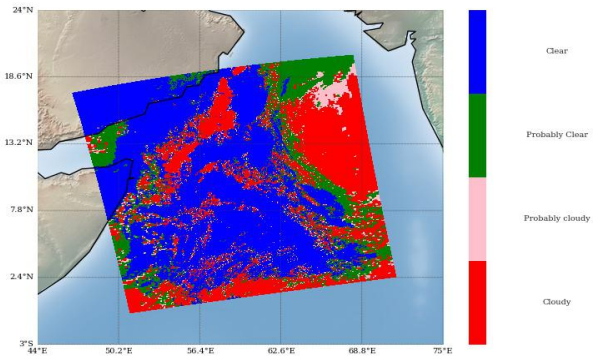 24°N
18.6°N
13.2°N
7.8°N
2.4°N
3°S
44°E
50.2°E
56.4°E
62.6°E
68.8°E
75°E
Clear
Probably Clear
Probably cloudy
Cloudy